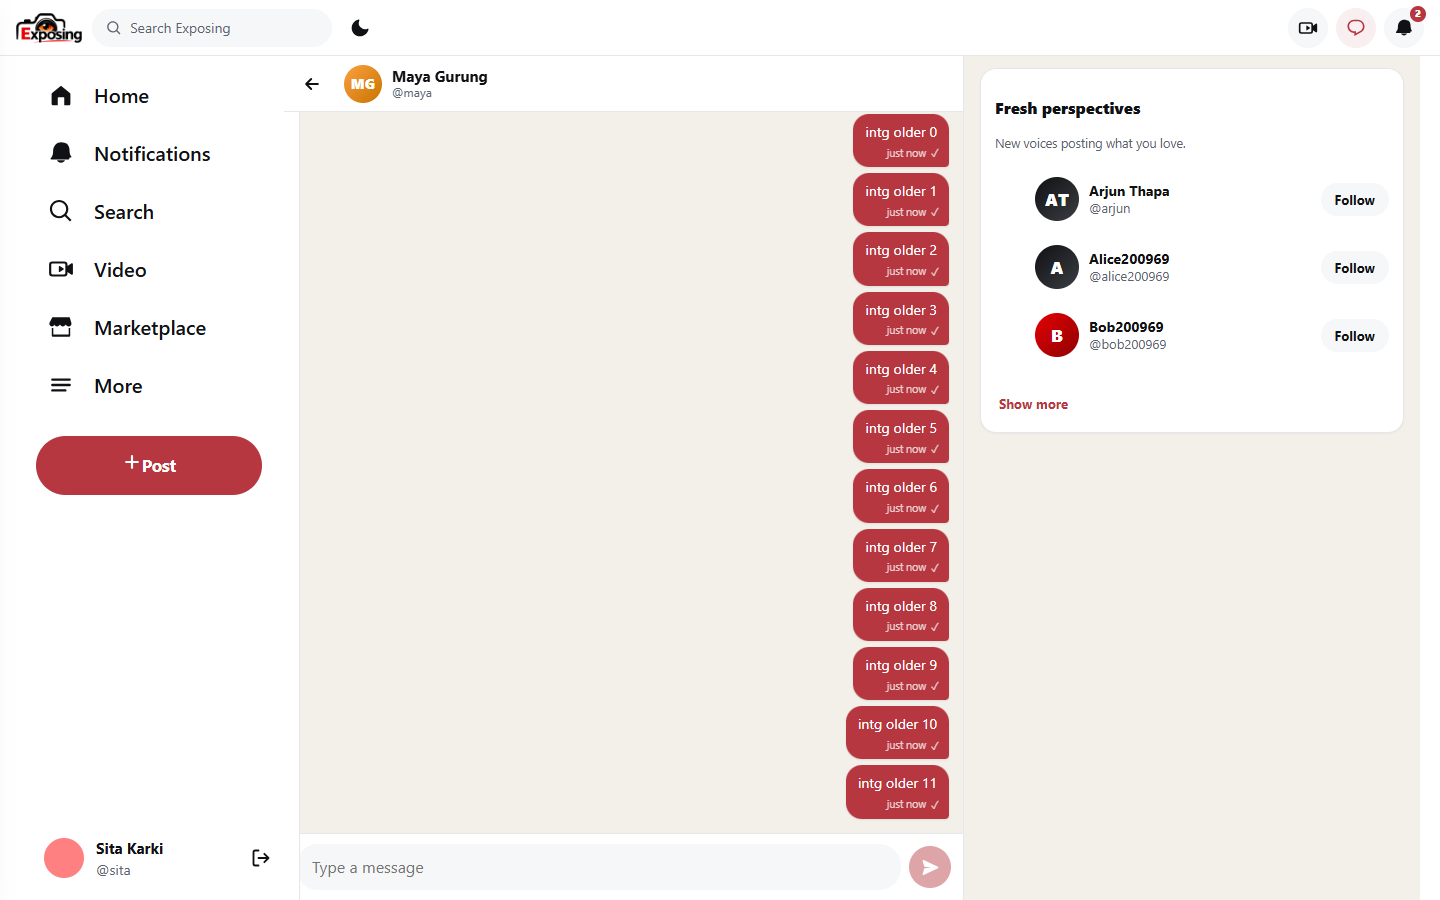 Exposing
Search Exposing
2
Home
Notifications
Search
Video
Marketplace
More
+ Post
Sita Karki
@sita
MG
Maya Gurung
@maya
intg older 0
just now ✓
intg older 1
just now ✓
intg older 2
just now ✓
intg older 3
just now ✓
intg older 4
just now ✓
intg older 5
just now ✓
intg older 6
just now ✓
intg older 7
just now ✓
intg older 8
just now ✓
intg older 9
just now ✓
intg older 10
just now ✓
intg older 11
just now ✓
Type a message
Fresh perspectives
New voices posting what you love.
AT
Arjun Thapa
@arjun
Follow
A
Alice200969
@alice200969
Follow
B
Bob200969
@bob200969
Follow
Show more